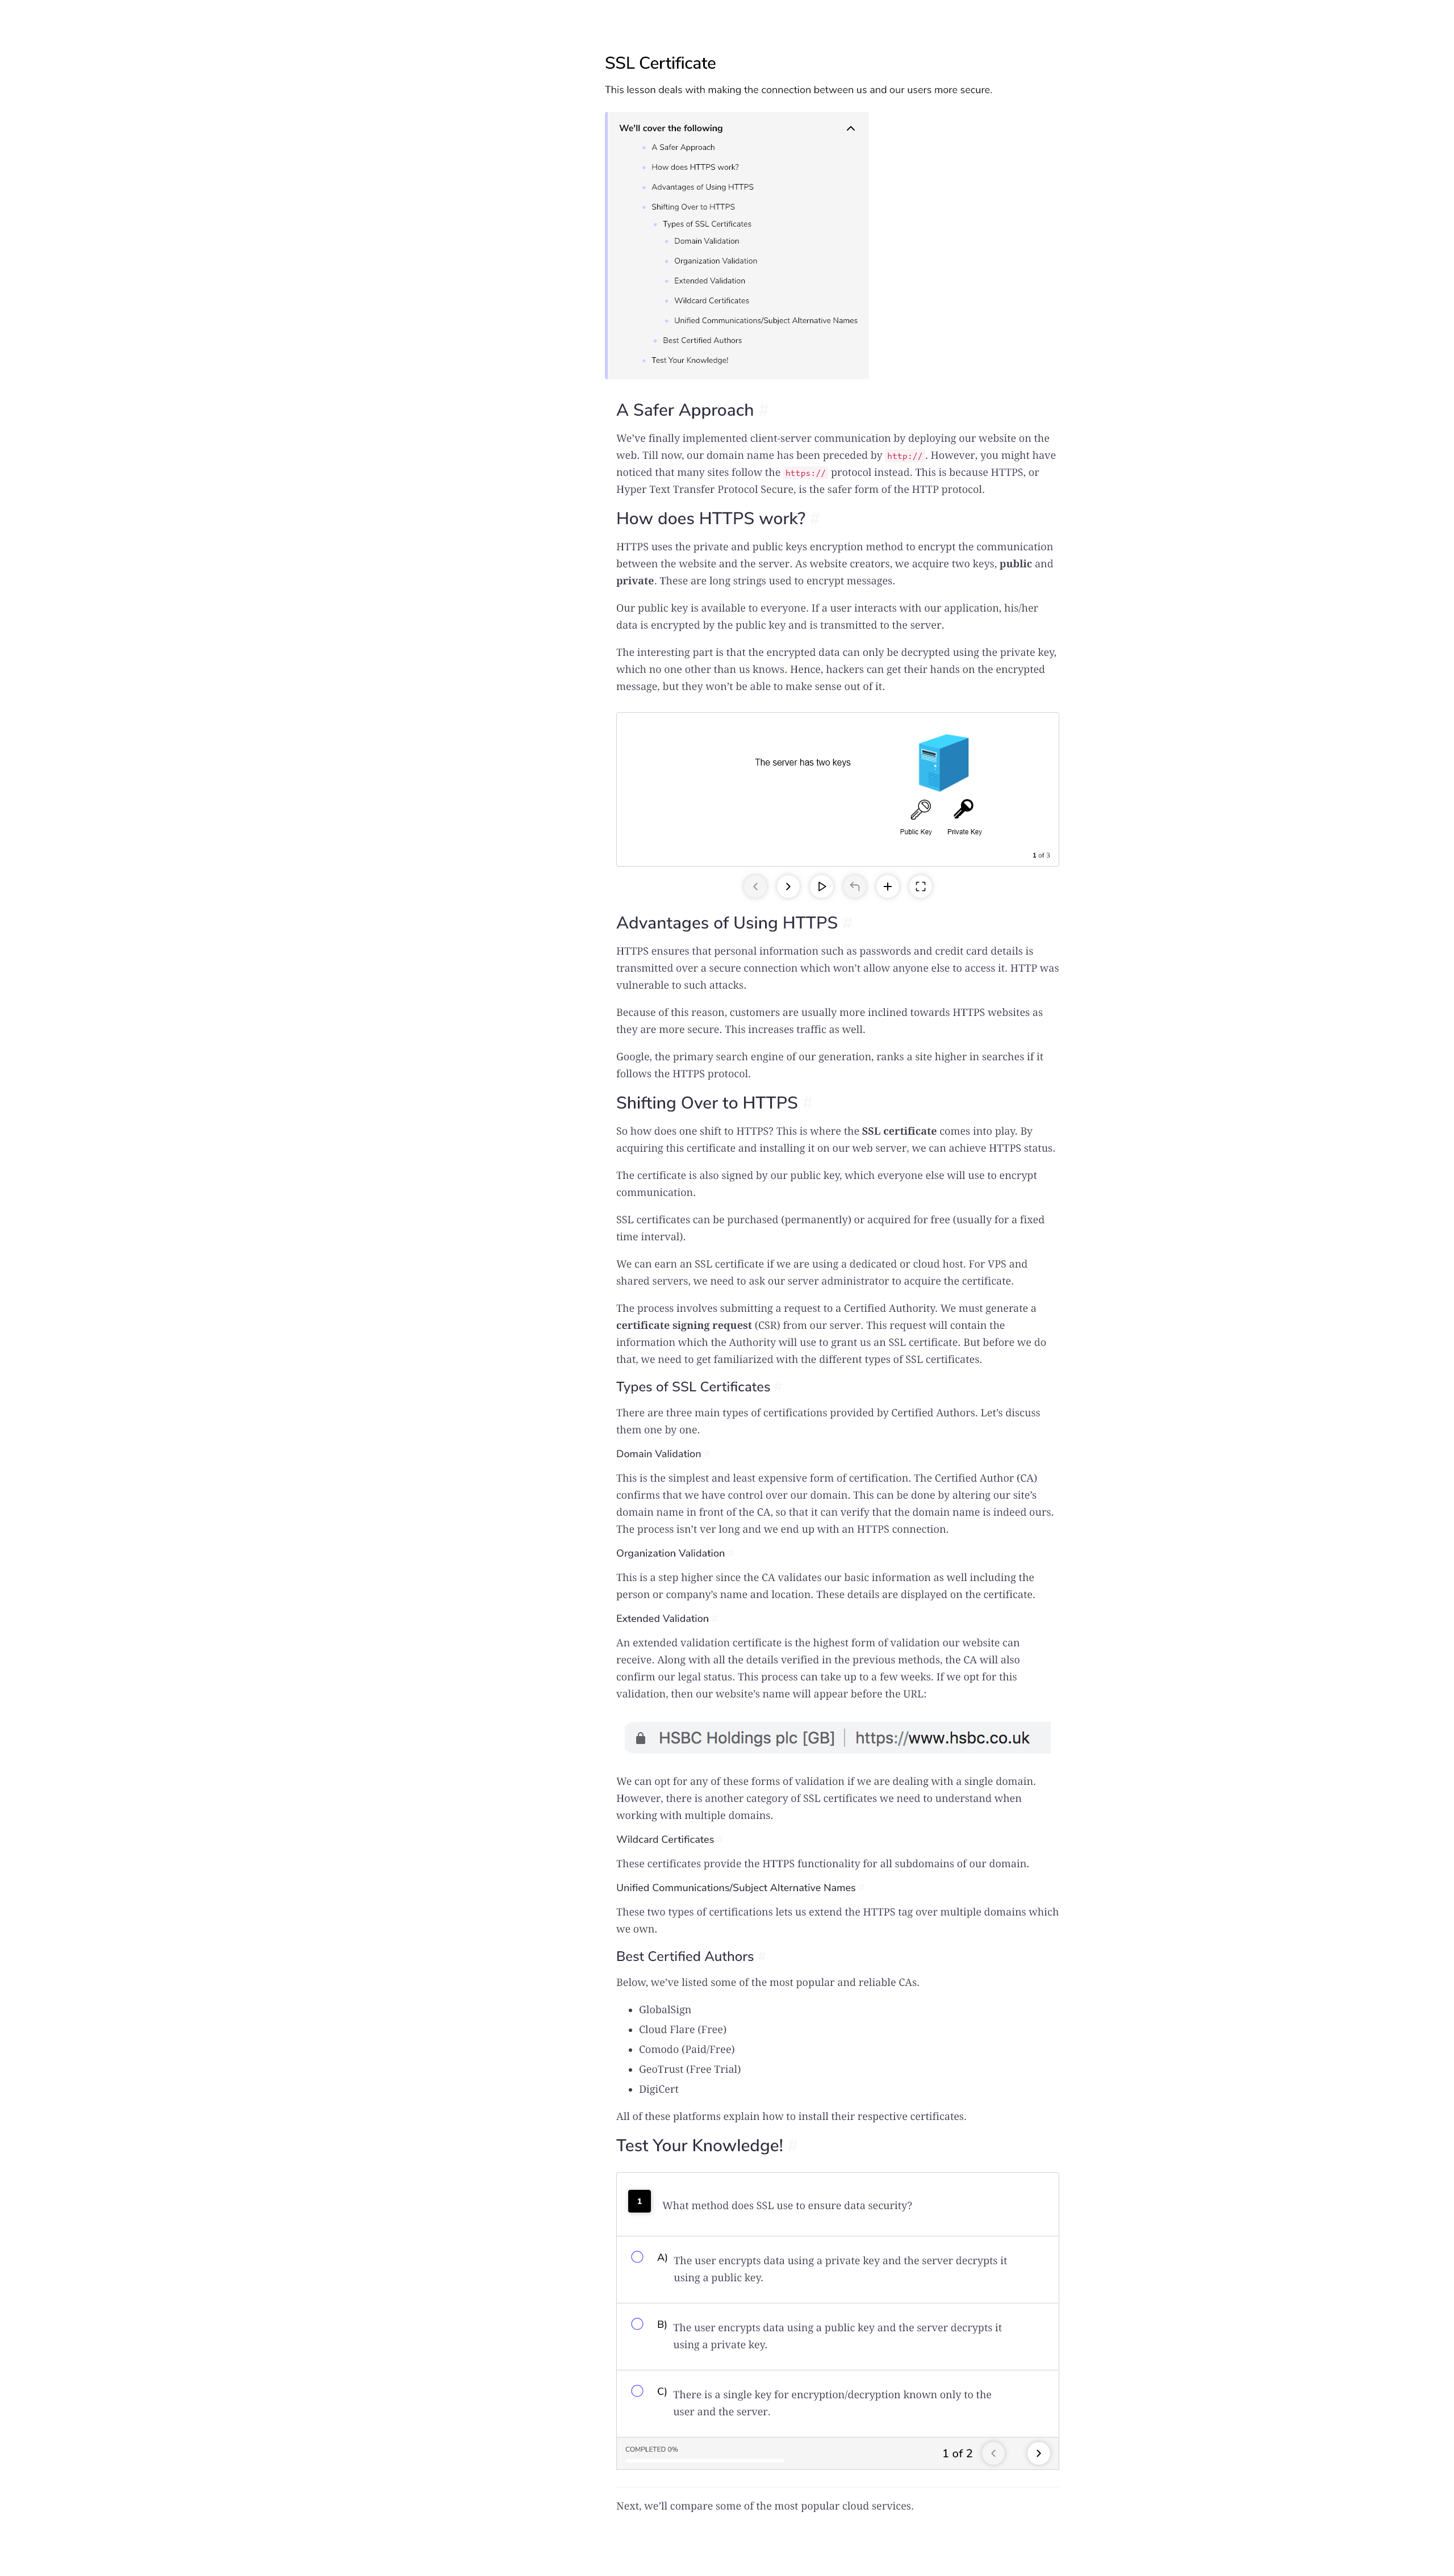 SSL Certificate
This lesson deals with making the connection between us and our users more secure.
We'll cover the following
A Safer Approach
How does HTTPS work?
Advantages of Using HTTPS
Shifting Over to HTTPS
Types of SSL Certificates
Domain Validation
Organization Validation
Extended Validation
Wildcard Certificates
Unified Communications/Subject Alternative Names
Best Certified Authors
Test Your Knowledge!
A Safer Approach #
We’ve finally implemented client-server communication by deploying our website on the
web. Till now, our domain name has been preceded by http://. However, you might have
noticed that many sites follow the https:// protocol instead. This is because HTTPS, or
Hyper Text Transfer Protocol Secure, is the safer form of the HTTP protocol.
How does HTTPS work? #
HTTPS uses the private and public keys encryption method to encrypt the communication
between the website and the server. As website creators, we acquire two keys, public and
private. These are long strings used to encrypt messages.
Our public key is available to everyone. If a user interacts with our application, his/her
data is encrypted by the public key and is transmitted to the server.
The interesting part is that the encrypted data can only be decrypted using the private key,
which no one other than us knows. Hence, hackers can get their hands on the encrypted
message, but they won’t be able to make sense out of it.
The server has two keys
Public Key Private Key
1 of 3
Advantages of Using HTTPS #
HTTPS ensures that personal information such as passwords and credit card details is
transmitted over a secure connection which won’t allow anyone else to access it. HTTP was
vulnerable to such attacks.
Because of this reason, customers are usually more inclined towards HTTPS websites as
they are more secure. This increases traffic as well.
Google, the primary search engine of our generation, ranks a site higher in searches if it
follows the HTTPS protocol.
Shifting Over to HTTPS #
So how does one shift to HTTPS? This is where the SSL certificate comes into play. By
acquiring this certificate and installing it on our web server, we can achieve HTTPS status.
The certificate is also signed by our public key, which everyone else will use to encrypt
communication.
SSL certificates can be purchased (permanently) or acquired for free (usually for a fixed
time interval).
We can earn an SSL certificate if we are using a dedicated or cloud host. For VPS and
shared servers, we need to ask our server administrator to acquire the certificate.
The process involves submitting a request to a Certified Authority. We must generate a
certificate signing request (CSR) from our server. This request will contain the
information which the Authority will use to grant us an SSL certificate. But before we do
that, we need to get familiarized with the different types of SSL certificates.
Types of SSL Certificates #
There are three main types of certifications provided by Certified Authors. Let’s discuss
them one by one.
Domain Validation #
This is the simplest and least expensive form of certification. The Certified Author (CA)
confirms that we have control over our domain. This can be done by altering our site’s
domain name in front of the CA, so that it can verify that the domain name is indeed ours.
The process isn’t ver long and we end up with an HTTPS connection.
Organization Validation #
This is a step higher since the CA validates our basic information as well including the
person or company’s name and location. These details are displayed on the certificate.
Extended Validation #
An extended validation certificate is the highest form of validation our website can
receive. Along with all the details verified in the previous methods, the CA will also
confirm our legal status. This process can take up to a few weeks. If we opt for this
validation, then our website’s name will appear before the URL:
HSBC Holdings plc [GB] | https://www.hsbc.co.uk
We can opt for any of these forms of validation if we are dealing with a single domain.
However, there is another category of SSL certificates we need to understand when
working with multiple domains.
Wildcard Certificates #
These certificates provide the HTTPS functionality for all subdomains of our domain.
Unified Communications/Subject Alternative Names #
These two types of certifications lets us extend the HTTPS tag over multiple domains which
we own.
Best Certified Authors #
Below, we’ve listed some of the most popular and reliable CAs.
GlobalSign
Cloud Flare (Free)
Comodo (Paid/Free)
GeoTrust (Free Trial)
DigiCert
All of these platforms explain how to install their respective certificates.
Test Your Knowledge! #
1 What method does SSL use to ensure data security?
A) The user encrypts data using a private key and the server decrypts it
using a public key.
B) The user encrypts data using a public key and the server decrypts it
using a private key.
C) There is a single key for encryption/decryption known only to the
user and the server.
COMPLETED 0%
1 of 2
Next, we’ll compare some of the most popular cloud services.